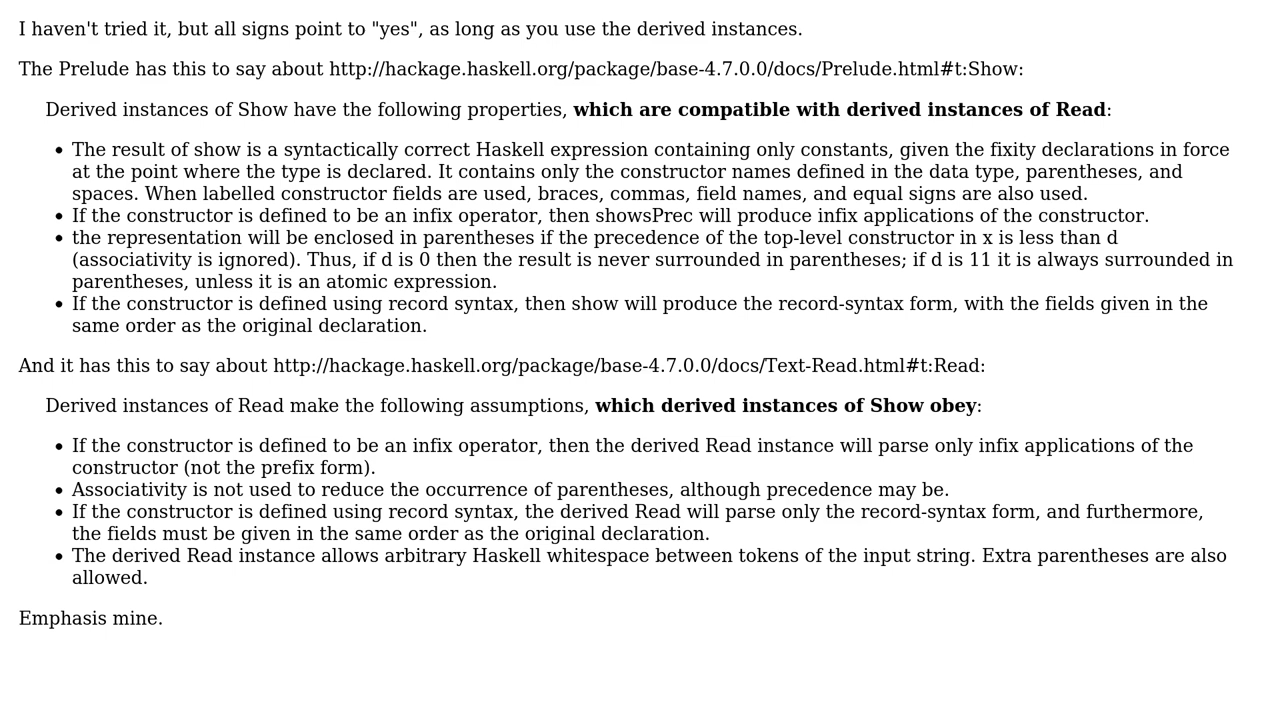 I haven't tried it, but all signs point to "yes", as long as you use the derived instances.
The Prelude has this to say about http://hackage.haskell.org/package/base-4.7.0.0/docs/Prelude.html#t:Show:
Derived instances of Show have the following properties, which are compatible with derived instances of Read:
• The result of show is a syntactically correct Haskell expression containing only constants, given the fixity declarations in force
at the point where the type is declared. It contains only the constructor names defined in the data type, parentheses, and
spaces. When labelled constructor fields are used, braces, commas, field names, and equal signs are also used.
• If the constructor is defined to be an infix operator, then showsPrec will produce infix applications of the constructor.
• the representation will be enclosed in parentheses if the precedence of the top-level constructor in x is less than d
(associativity is ignored). Thus, if d is 0 then the result is never surrounded in parentheses; if d is 11 it is always surrounded in
parentheses, unless it is an atomic expression.
• If the constructor is defined using record syntax, then show will produce the record-syntax form, with the fields given in the
same order as the original declaration.
And it has this to say about http://hackage.haskell.org/package/base-4.7.0.0/docs/Text-Read.html#t:Read:
Derived instances of Read make the following assumptions, which derived instances of Show obey:
• If the constructor is defined to be an infix operator, then the derived Read instance will parse only infix applications of the
constructor (not the prefix form).
• Associativity is not used to reduce the occurrence of parentheses, although precedence may be.
• If the constructor is defined using record syntax, the derived Read will parse only the record-syntax form, and furthermore,
the fields must be given in the same order as the original declaration.
• The derived Read instance allows arbitrary Haskell whitespace between tokens of the input string. Extra parentheses are also
allowed.
Emphasis mine.